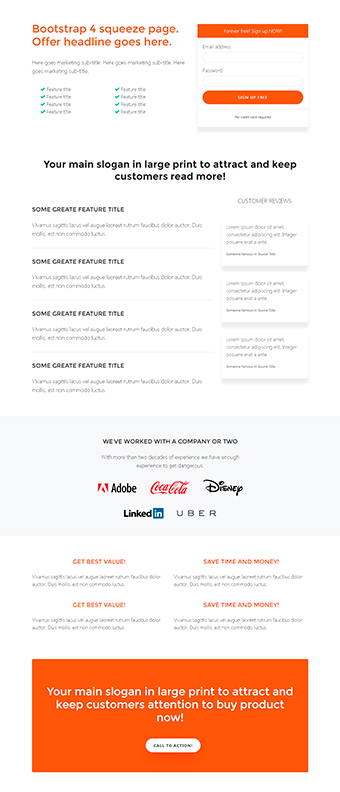 Bootstrap 4 squeeze page.
Offer headline goes here.
Here goes marketing sub-title. Here goes marketing sub-title. Here
goes marketing sub-title.
Feature title
Feature title
Feature title
Feature title
Feature title
Feature title
Feature title
Feature title
Forever free! Sign up NOW!
Email address
Password
SIGN UP FREE
No credit card required
Your main slogan in large print to attract and keep
customers read more!
SOME GREATE FEATURE TITLE
Vivamus sagittis lacus vel augue laoreet rutrum faucibus dolor auctor. Duis
mollis, est non commodo luctus.
SOME GREATE FEATURE TITLE
Vivamus sagittis lacus vel augue laoreet rutrum faucibus dolor auctor. Duis
mollis, est non commodo luctus.
SOME GREATE FEATURE TITLE
Vivamus sagittis lacus vel augue laoreet rutrum faucibus dolor auctor. Duis
mollis, est non commodo luctus.
SOME GREATE FEATURE TITLE
Vivamus sagittis lacus vel augue laoreet rutrum faucibus dolor auctor. Duis
mollis, est non commodo luctus.
CUSTOMER REVIEWS
Lorem ipsum dolor sit amet,
consectetur adipiscing elit. Integer
posuere erat a ante.
Someone famous in Source Title
Lorem ipsum dolor sit amet,
consectetur adipiscing elit. Integer
posuere erat a ante.
Someone famous in Source Title
Lorem ipsum dolor sit amet,
consectetur adipiscing elit. Integer
posuere erat a ante.
Someone famous in Source Title
WE'VE WORKED WITH A COMPANY OR TWO
With more than two decades of experience we have enough
experience to get dangerous.
Adobe
Coca-Cola
Disney
Linked in
UBER
GET BEST VALUE!
Vivamus sagittis lacus vel augue laoreet rutrum faucibus dolor
auctor. Duis mollis, est non commodo luctus.
SAVE TIME AND MONEY!
Vivamus sagittis lacus vel augue laoreet rutrum faucibus dolor
auctor. Duis mollis, est non commodo luctus.
GET BEST VALUE!
Vivamus sagittis lacus vel augue laoreet rutrum faucibus dolor
auctor. Duis mollis, est non commodo luctus.
SAVE TIME AND MONEY!
Vivamus sagittis lacus vel augue laoreet rutrum faucibus dolor
auctor. Duis mollis, est non commodo luctus.
Your main slogan in large print to attract and
keep customers attention to buy product
now!
CALL TO ACTION!